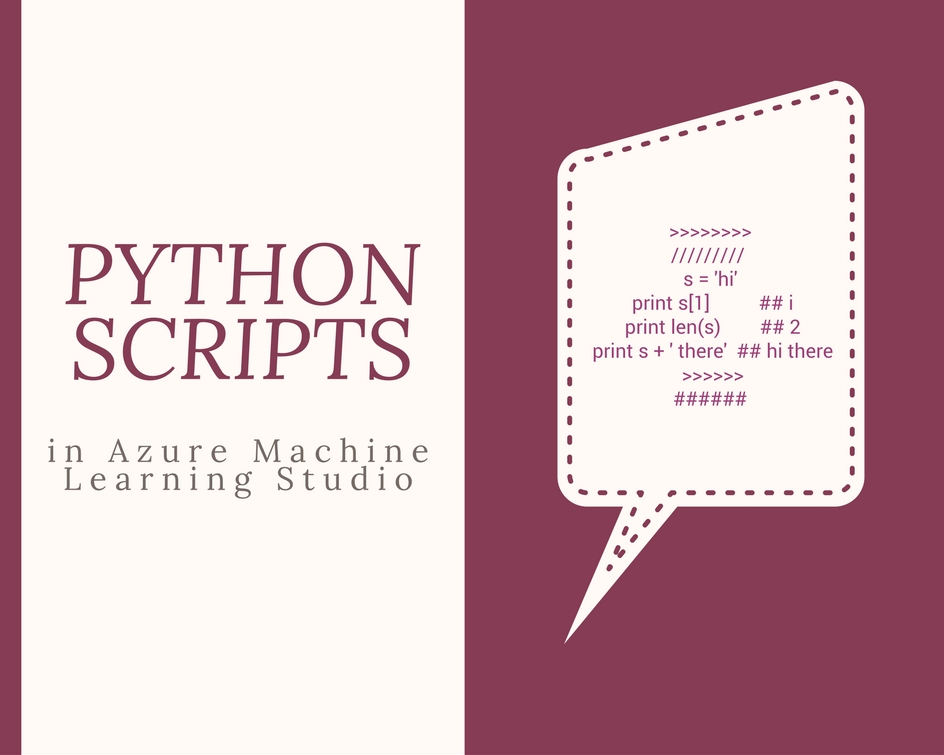 PYTHON
SCRIPTS
in Azure Machine
Learning Studio
>>>>>>>>
/////////
s = 'hi'
print s[1] ## i
print len(s) ## 2
print s + ' there' ## hi there
>>>>>>
######